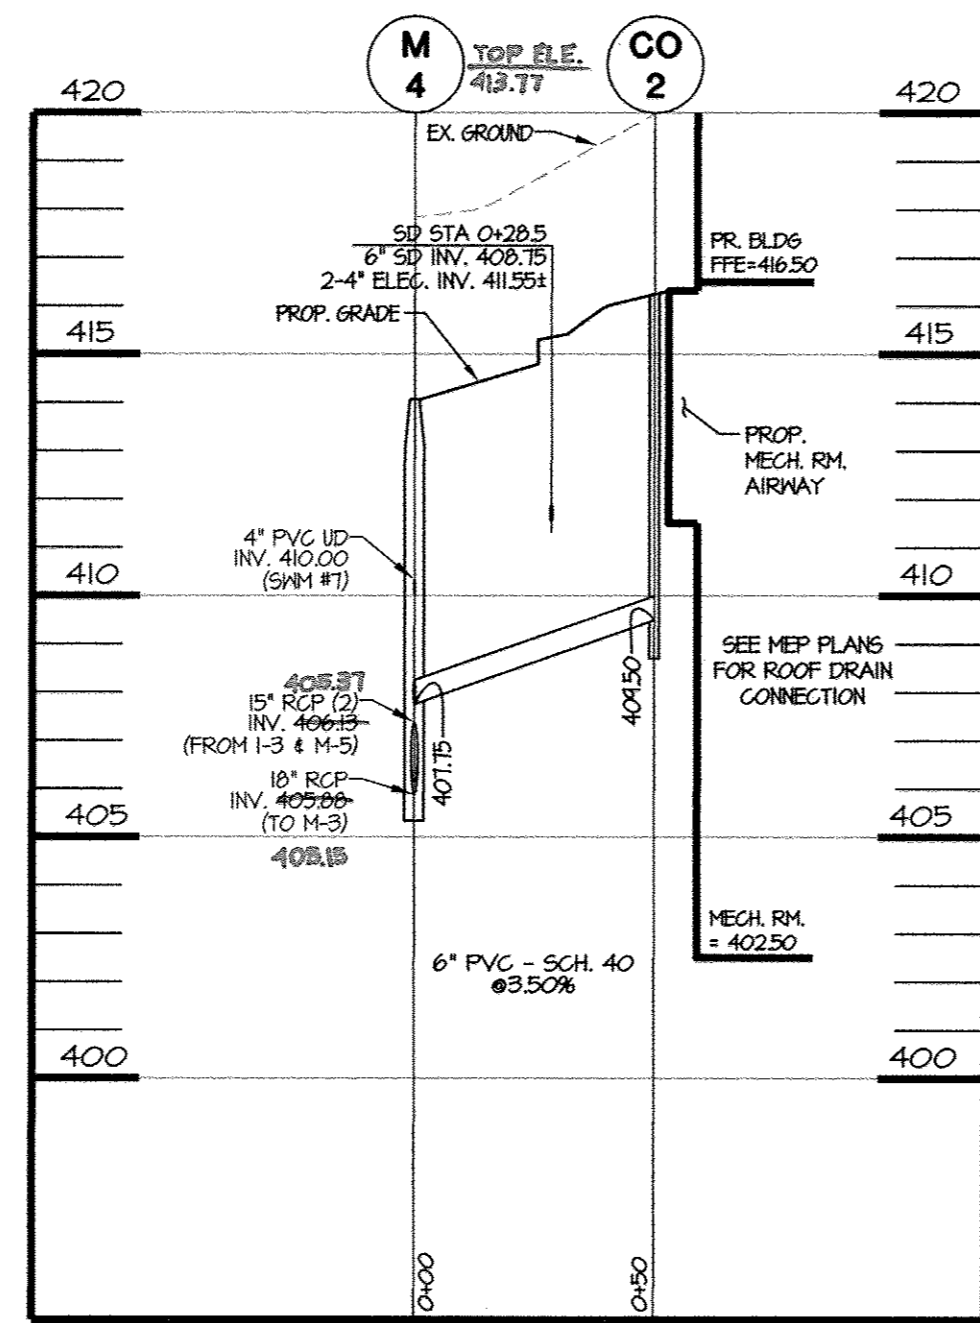 M
4
TOP ELE.
413.77
CO
2
420
420
EX. GROUND
SD STA 0+28.5
6" SD INV. 408.75
2-4" ELEC. INV. 411.55±
PR. BLDG
FFE=416.50
PROP. GRADE
415
415
PROP.
MECH. RM.
AIRWAY
4" PVC UD
INV. 410.00
(SWM #7)
410
410
SEE MEP PLANS
FOR ROOF DRAIN
CONNECTION
409.50
407.75
15" RCP (2)
INV. 406.13
(FROM I-3 & M-5)
18" RCP
INV. 405.88
(TO M-3)
405
405
405.15
MECH. RM.
= 402.50
6" PVC - SCH. 40
@3.50%
400
400
0+00
0+50